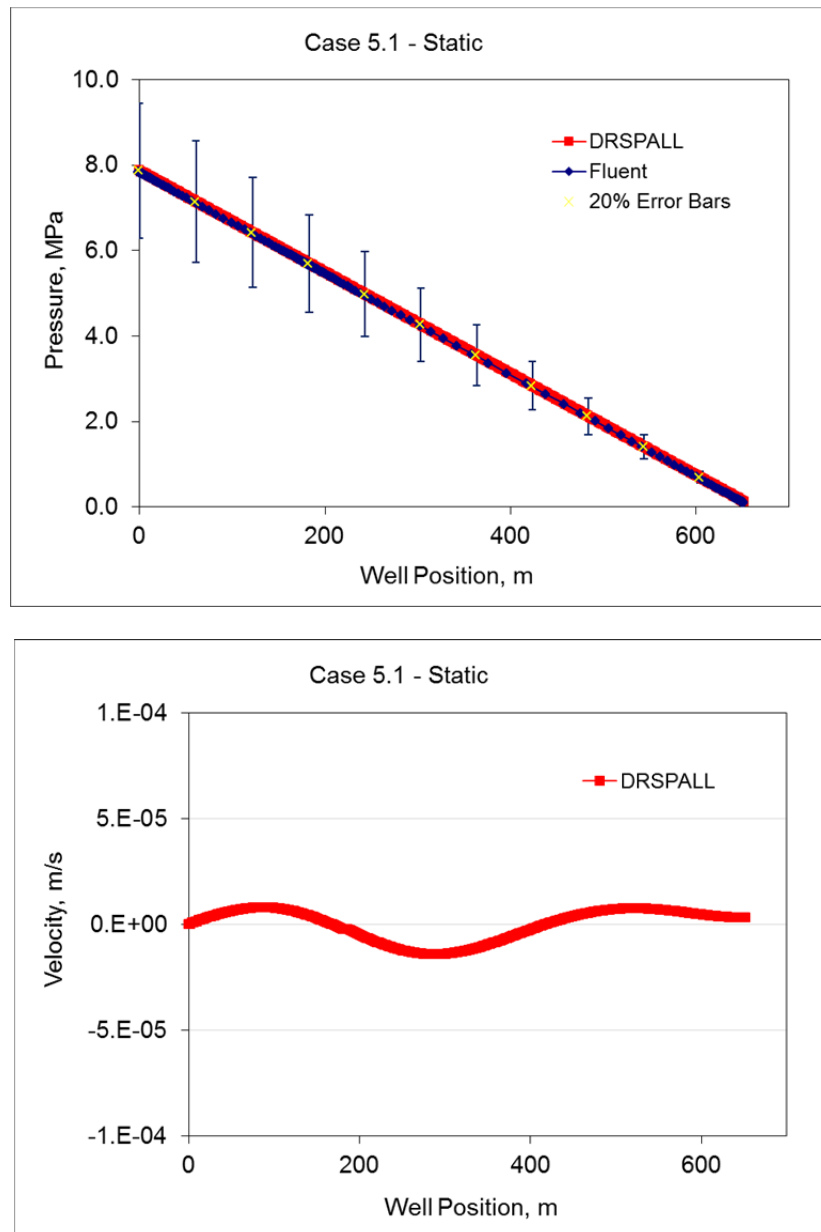 Case 5.1 - Static
10.0
8.0
6.0
4.0
2.0
0.0
Pressure, MPa
DRSPALL
Fluent
20% Error Bars
0
200
400
600
Well Position, m
Case 5.1 - Static
1.E-04
5.E-05
0.E+00
-5.E-05
-1.E-04
Velocity, m/s
DRSPALL
0
200
400
600
Well Position, m